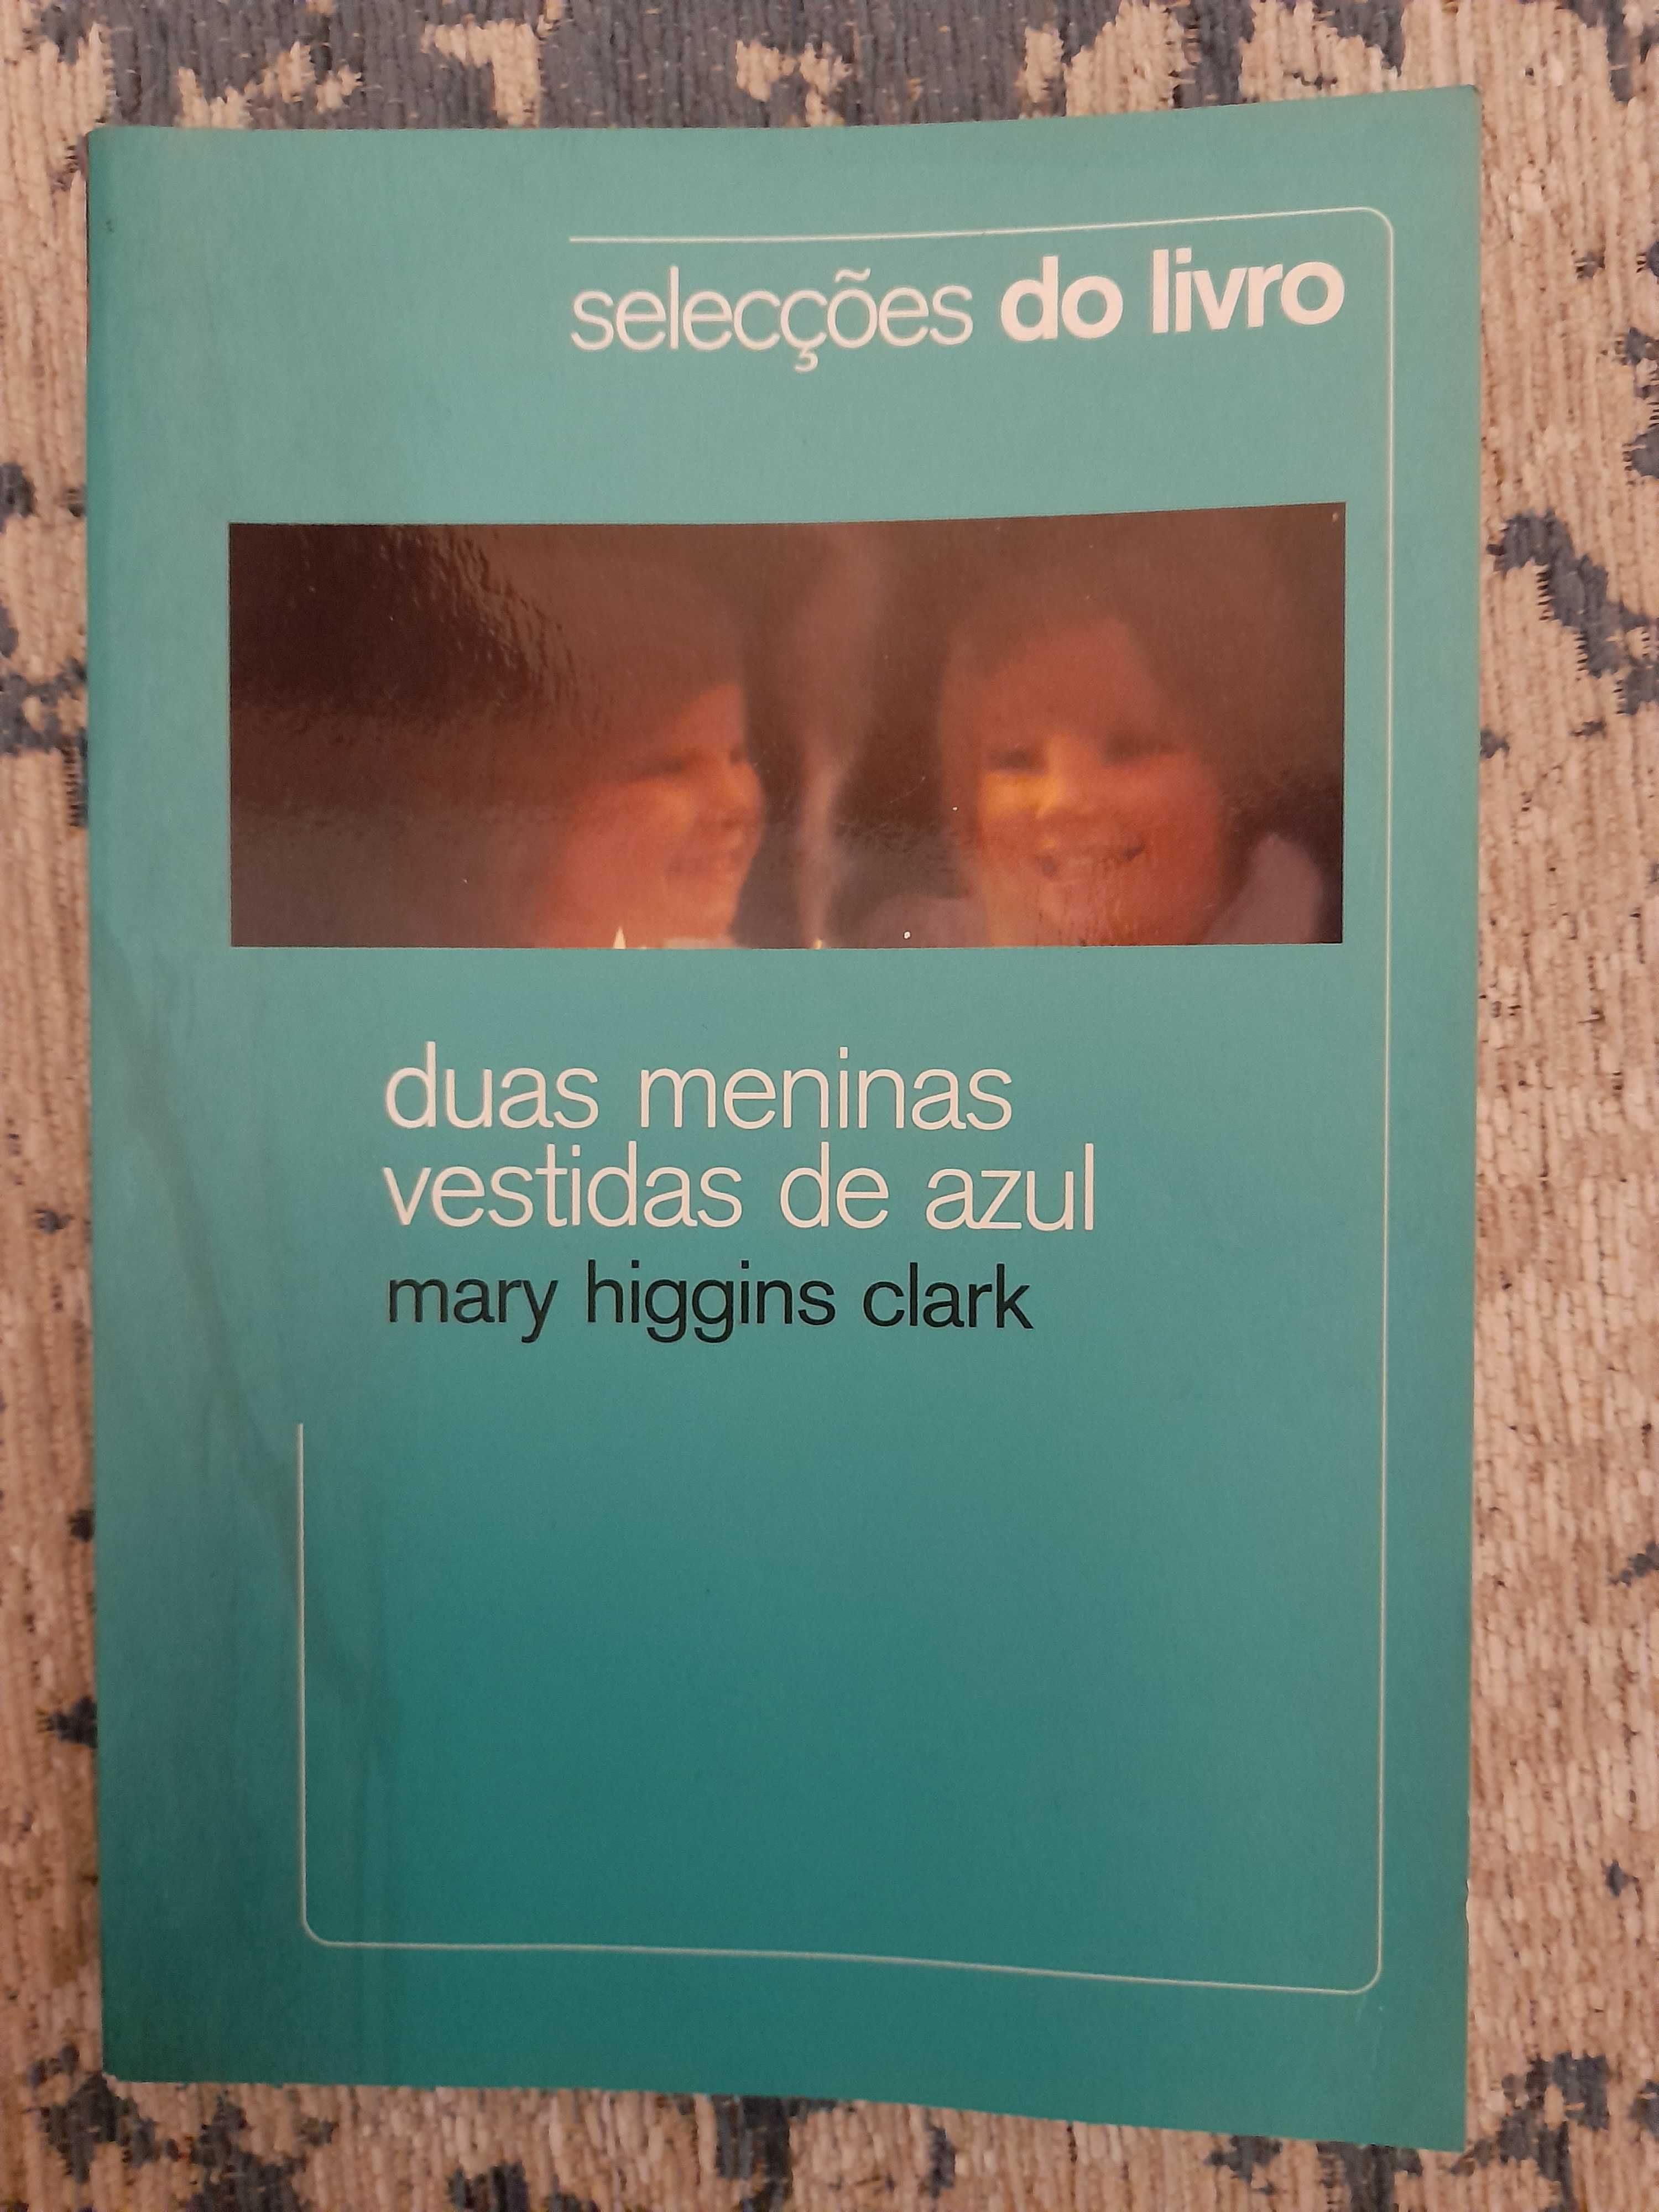 selecções do livro
duas meninas
vestidas de azul
mary higgins clark